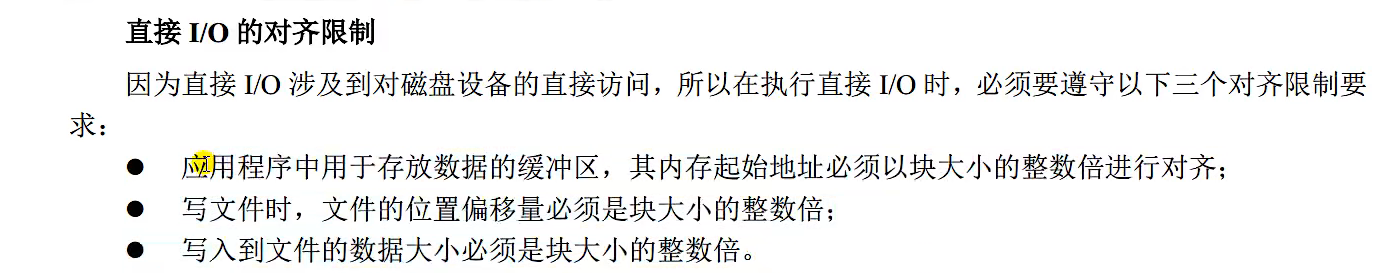 直接 I/O 的对齐限制
因为直接 I/O 涉及到对磁盘设备的直接访问，所以在执行直接 I/O 时，必须要遵守以下三个对齐限制要
求：
● 应用程序中用于存放数据的缓冲区，其内存起始地址必须以块大小的整数倍进行对齐；
● 写文件时，文件的位置偏移量必须是块大小的整数倍；
● 写入到文件的数据大小必须是块大小的整数倍。